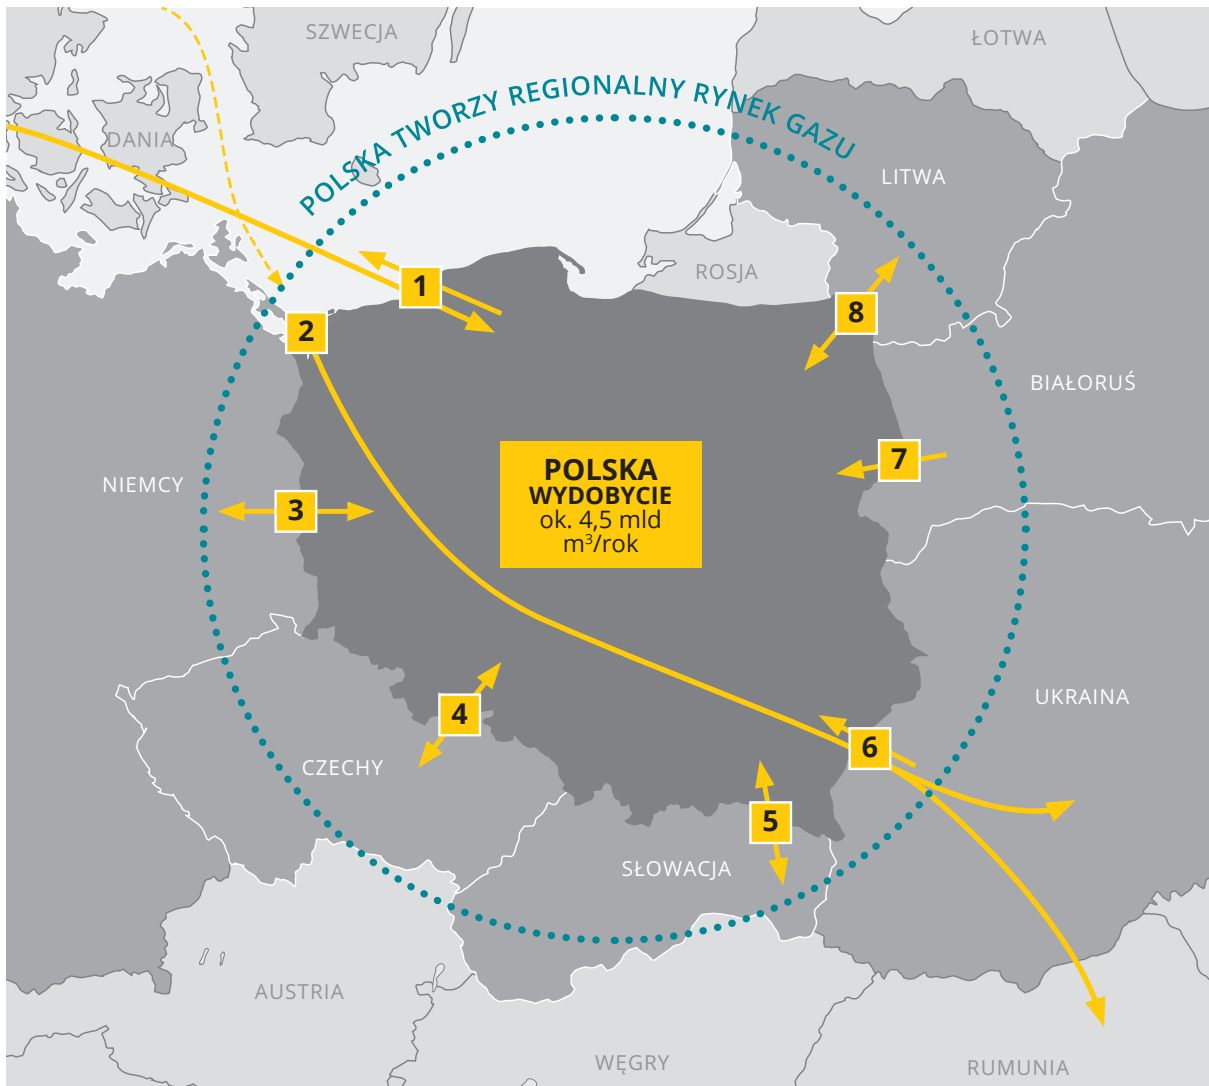 SZWECJA
ŁOTWA
POLSKA TWORZY REGIONALNY RYNEK GAZU
DANIA
LITWA
ROSJA
1
8
2
BIAŁORUŚ
7
POLSKA
WYDOBYCIE
ok. 4,5 mld
m³/rok
NIEMCY
3
UKRAINA
4
6
CZECHY
5
SŁOWACJA
AUSTRIA
WĘGRY
RUMUNIA